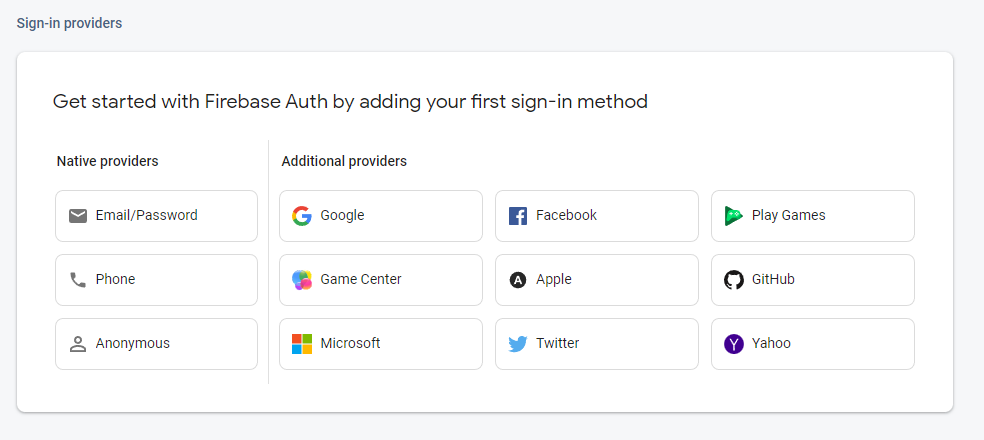 Sign-in providers
Get started with Firebase Auth by adding your first sign-in method
Native providers
Additional providers
Email/Password
Google
Facebook
Play Games
Phone
Game Center
Apple
GitHub
Anonymous
Microsoft
Twitter
Yahoo